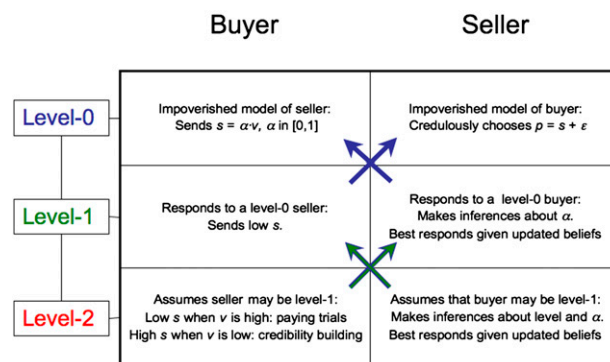 Buyer
Seller
Level-0
Impoverished model of seller:
Sends s = α·v, α in [0,1]
Impoverished model of buyer:
Credulously chooses p = s + ε
Level-1
Responds to a level-0 seller:
Sends low s.
Responds to a level-0 buyer:
Makes inferences about α.
Best responds given updated beliefs
Level-2
Assumes seller may be level-1:
Low s when v is high: paying trials
High s when v is low: credibility building
Assumes that buyer may be level-1:
Makes inferences about level and α.
Best responds given updated beliefs